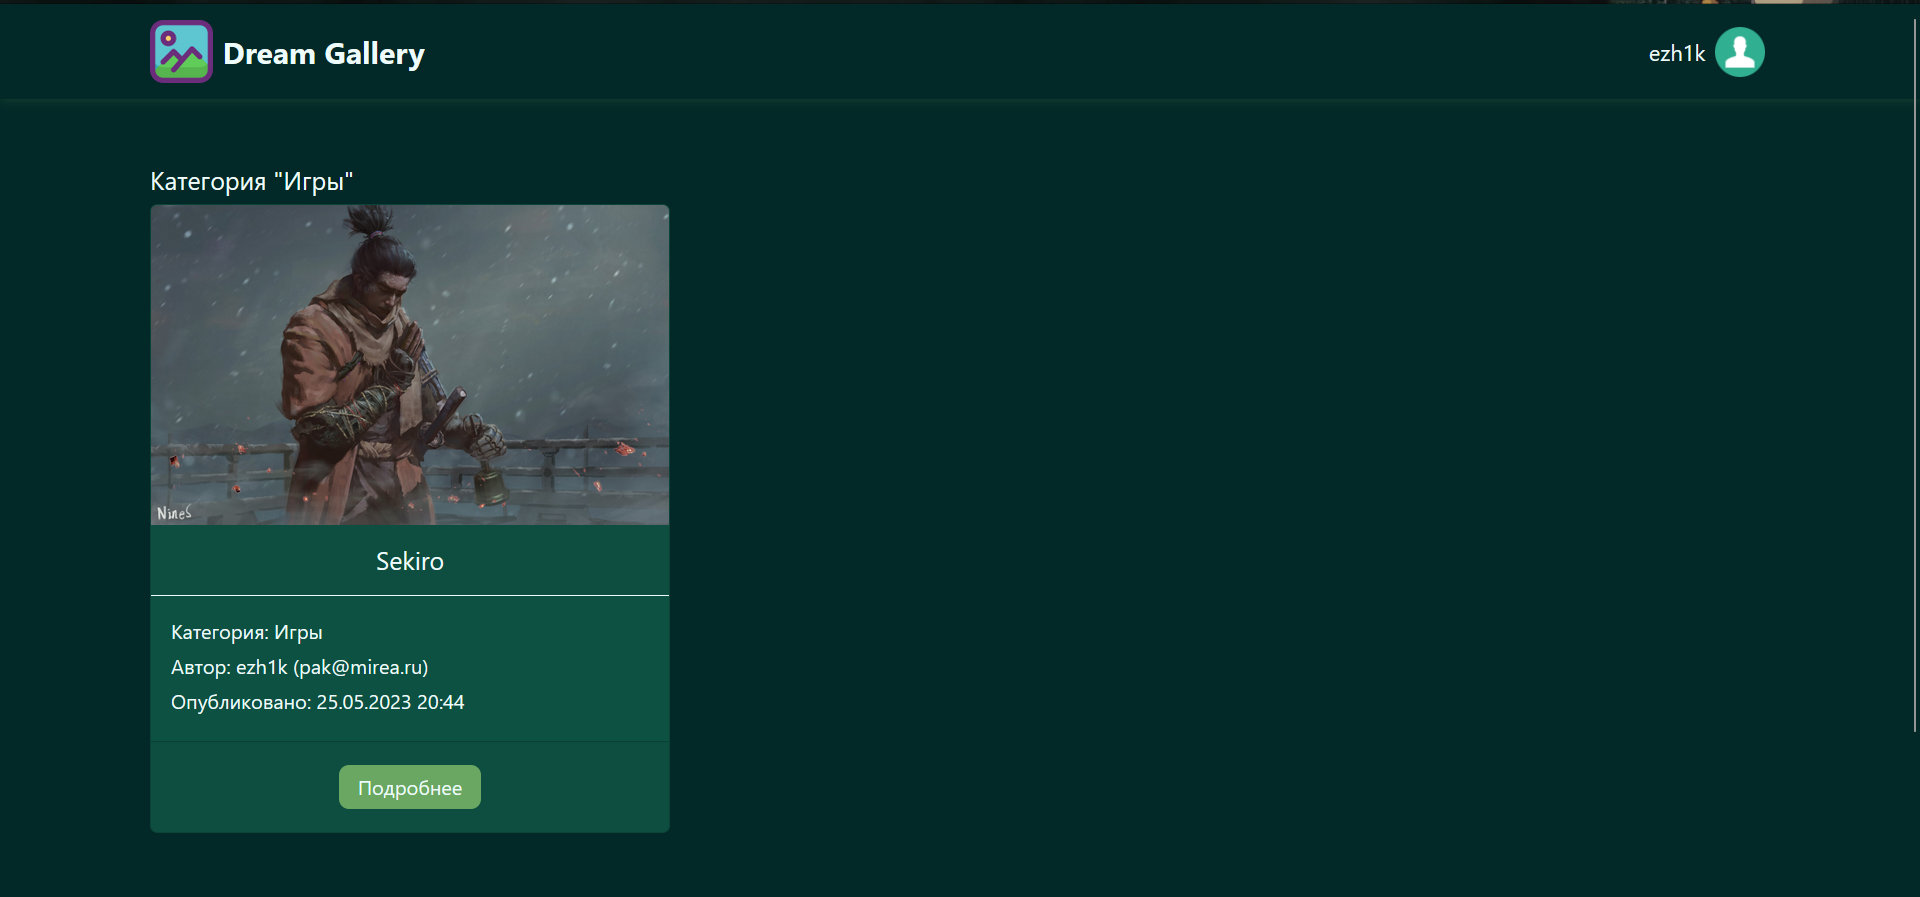 Dream Gallery
ezh1k
Категория "Игры"
NineS
Sekiro
Категория: Игры
Автор: ezh1k (pak@mirea.ru)
Опубликовано: 25.05.2023 20:44
Подробнее